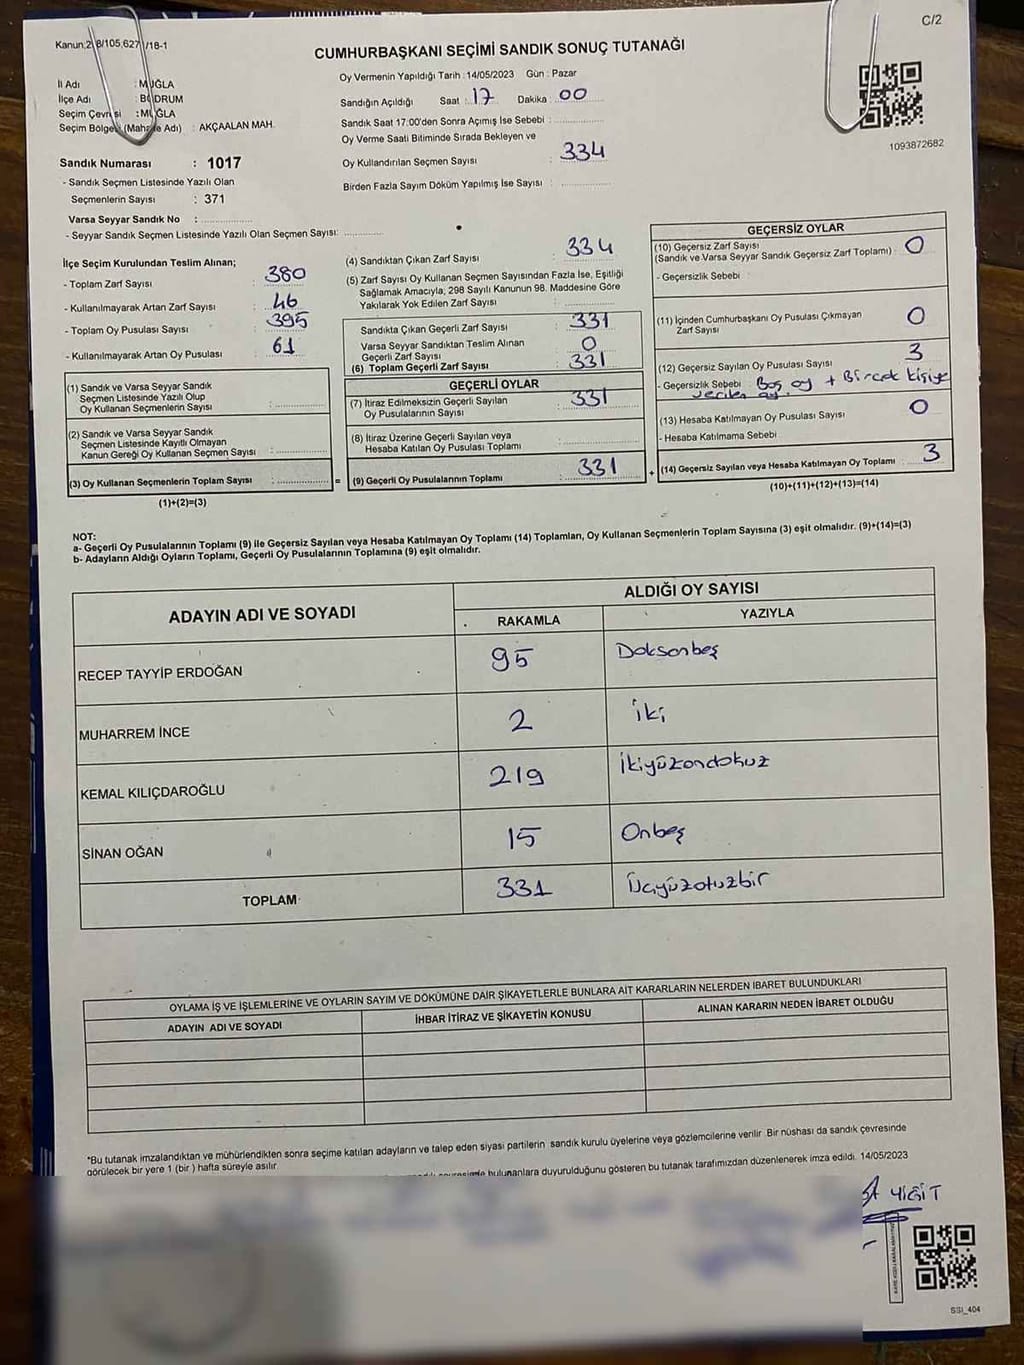 C/2
CUMHURBAŞKANI SEÇİMİ SANDIK SONUÇ TUTANAĞI
İl Adı : MUĞLA
İlçe Adı : BODRUM
Seçim Çevresi : MUĞLA
Seçim Bölgesi (Mahalle Adı) : AKÇAALAN MAH.
Oy Vermenin Yapıldığı Tarih : 14/05/2023 Gün : Pazar
Sandığın Açıldığı Saat : 17 Dakika : 00
Sandık Saat 17:00'den Sonra Açımış İse Sebebi :
Oy Verme Saati Bitiminde Sırada Bekleyen ve
Oy Kullandırılan Seçmen Sayısı : 334
Birden Fazla Sayım Döküm Yapılmış İse Sayısı :
1093872682
Sandık Numarası : 1017
- Sandık Seçmen Listesinde Yazılı Olan
Seçmenlerin Sayısı : 371
Varsa Seyyar Sandık No :
- Seyyar Sandık Seçmen Listesinde Yazılı Olan Seçmen Sayısı:
İlçe Seçim Kurulundan Teslim Alınan;
- Toplam Zarf Sayısı : 380
- Kullanılmayarak Artan Zarf Sayısı : 46
- Toplam Oy Pusulası Sayısı : 395
- Kullanılmayarak Artan Oy Pusulası : 61
(1) Sandık ve Varsa Seyyar Sandık
Seçmen Listesinde Yazılı Olup
Oy Kullanan Seçmenlerin Sayısı :
(2) Sandık ve Varsa Seyyar Sandık
Seçmen Listesinde Kayıtlı Olmayan
Kanun Gereği Oy Kullanan Seçmen Sayısı :
(3) Oy Kullanan Seçmenlerin Toplam Sayısı : =
(1)+(2)=(3)
(4) Sandıktan Çıkan Zarf Sayısı : 334
(5) Zarf Sayısı Oy Kullanan Seçmen Sayısından Fazla İse, Eşitliği
Sağlamak Amacıyla; 298 Sayılı Kanunun 98. Maddesine Göre
Yakılarak Yok Edilen Zarf Sayısı :
Sandıkta Çıkan Geçerli Zarf Sayısı : 331
Varsa Seyyar Sandıktan Teslim Alınan
Geçerli Zarf Sayısı : 0
(6) Toplam Geçerli Zarf Sayısı : 331
GEÇERLİ OYLAR
(7) İtiraz Edilmeksizin Geçerli Sayılan
Oy Pusulalarının Sayısı : 331
(8) İtiraz Üzerine Geçerli Sayılan veya
Hesaba Katılan Oy Pusulası Toplamı :
(9) Geçerli Oy Pusulalarının Toplamı : 331 +
GEÇERSİZ OYLAR
(10) Geçersiz Zarf Sayısı
(Sandık ve Varsa Seyyar Sandık Geçersiz Zarf Toplamı) : 0
- Geçersizlik Sebebi :
(11) İçinden Cumhurbaşkanı Oy Pusulası Çıkmayan
Zarf Sayısı : 0
(12) Geçersiz Sayılan Oy Pusulası Sayısı : 3
- Geçersizlik Sebebi : Boş oy + Bircok kişiye
verilen oy.
(13) Hesaba Katılmayan Oy Pusulası Sayısı : 0
- Hesaba Katılmama Sebebi :
(14) Geçersiz Sayılan veya Hesaba Katılmayan Oy Toplamı : 3
(10)+(11)+(12)+(13)=(14)
NOT:
a- Geçerli Oy Pusulalarının Toplamı (9) ile Geçersiz Sayılan veya Hesaba Katılmayan Oy Toplamı (14) Toplamları, Oy Kullanan Seçmenlerin Toplam Sayısına (3) eşit olmalıdır. (9)+(14)=(3)
b- Adayların Aldığı Oyların Toplamı, Geçerli Oy Pusulalarının Toplamına (9) eşit olmalıdır.
ADAYIN ADI VE SOYADI
ALDIĞI OY SAYISI
RAKAMLA YAZIYLA
RECEP TAYYİP ERDOĞAN 95 Doksanbeş
MUHARREM İNCE 2 iki
KEMAL KILIÇDAROĞLU 219 ikiyüzondokuz
SİNAN OĞAN 15 Onbeş
TOPLAM 331 Üçyüzotuzbir
OYLAMA İŞ VE İŞLEMLERİNE VE OYLARIN SAYIM VE DÖKÜMÜNE DAİR ŞİKAYETLERLE BUNLARA AİT KARARLARIN NELERDEN İBARET BULUNDUKLARI
ADAYIN ADI VE SOYADI İHBAR İTİRAZ VE ŞİKAYETİN KONUSU ALINAN KARARIN NEDEN İBARET OLDUĞU
*Bu tutanak imzalandıktan ve mühürlendikten sonra seçime katılan adayların ve talep eden siyasi partilerin sandık kurulu üyelerine veya gözlemcilerine verilir. Bir nüshası da sandık çevresinde
görülecek bir yere 1 (bir) hafta süreyle asılır.
bulunanlara duyurulduğunu gösteren bu tutanak tarafımızdan düzenlenerek imza edildi. 14/05/2023
YİĞİT
SSI_404